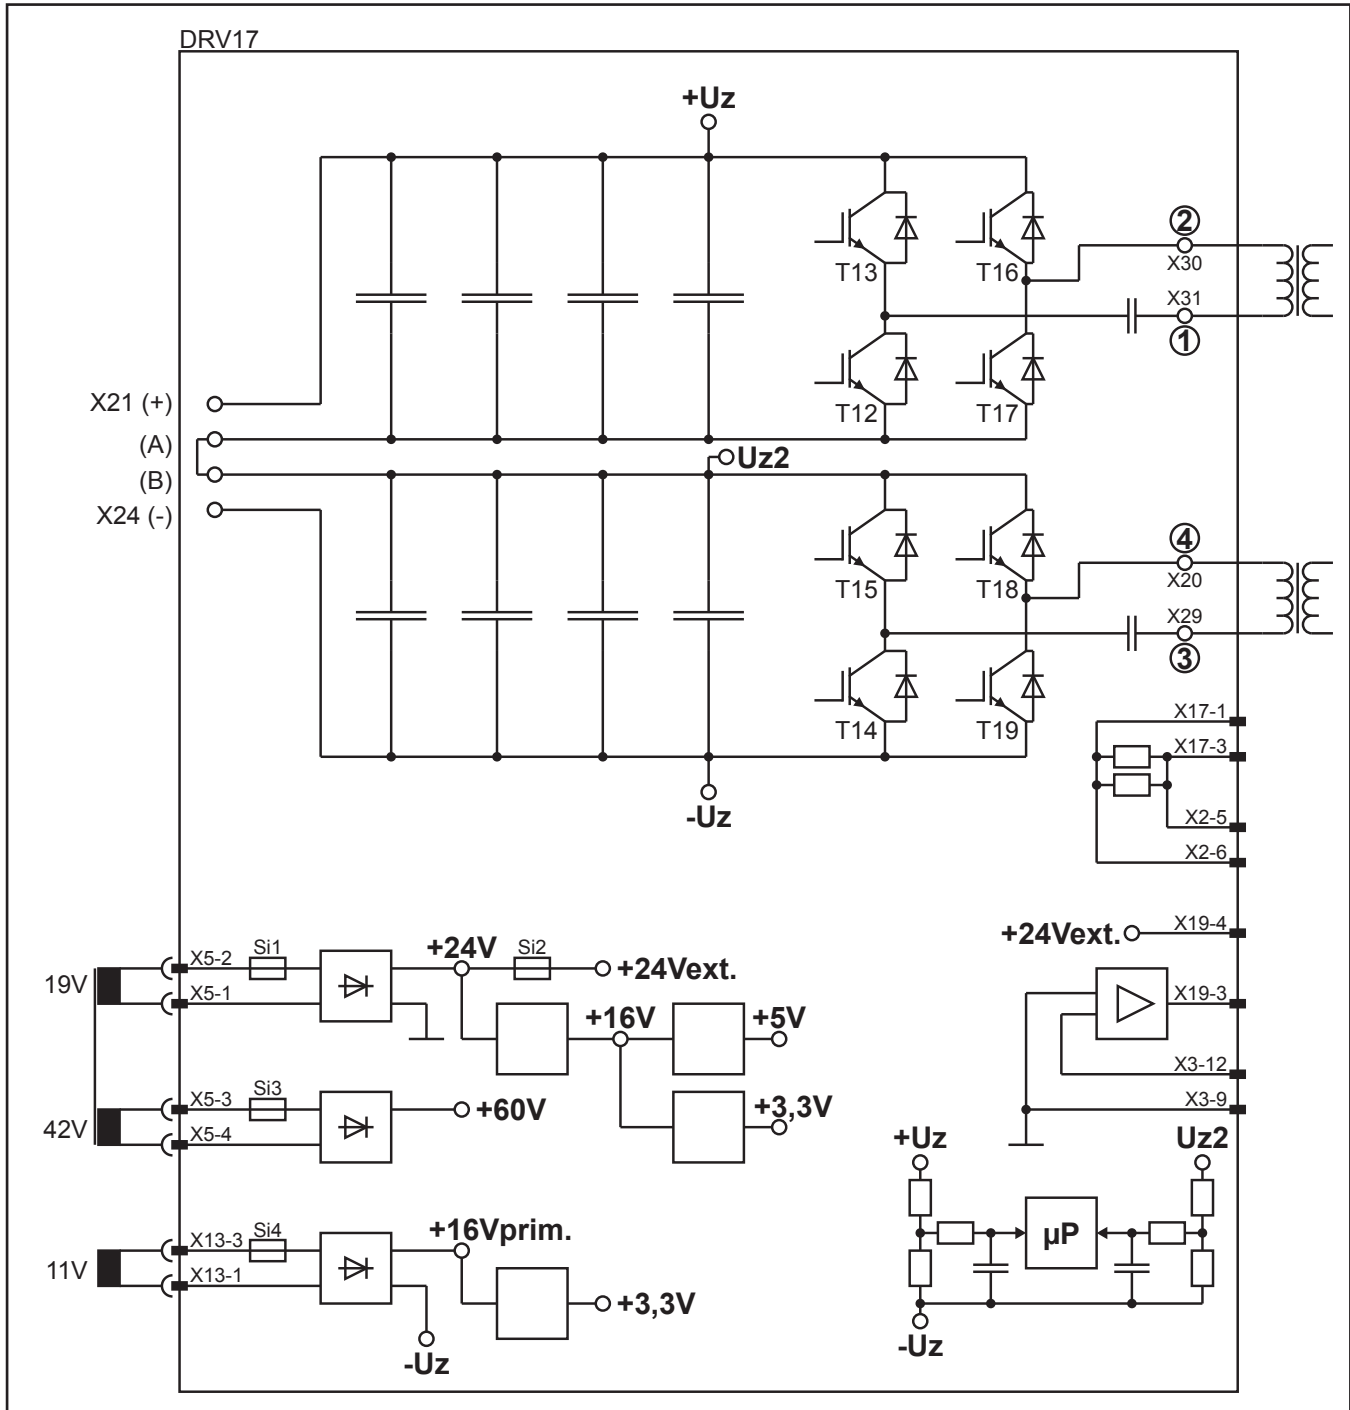 DRV17
+Uz
2
X30
T13
T16
X31
1
T12
T17
X21 (+)
(A)
(B)
X24 (-)
Uz2
4
X20
T15
T18
X29
3
T14
T19
X17-1
X17-3
-Uz
X2-5
X2-6
+24Vext.
X19-4
19V
X5-2
Si1
+24V
Si2
+24Vext.
X5-1
X19-3
+16V
+5V
X3-12
42V
X5-3
Si3
+60V
+3,3V
X3-9
X5-4
+Uz
Uz2
µP
11V
X13-3
Si4
+16Vprim.
X13-1
+3,3V
-Uz
-Uz